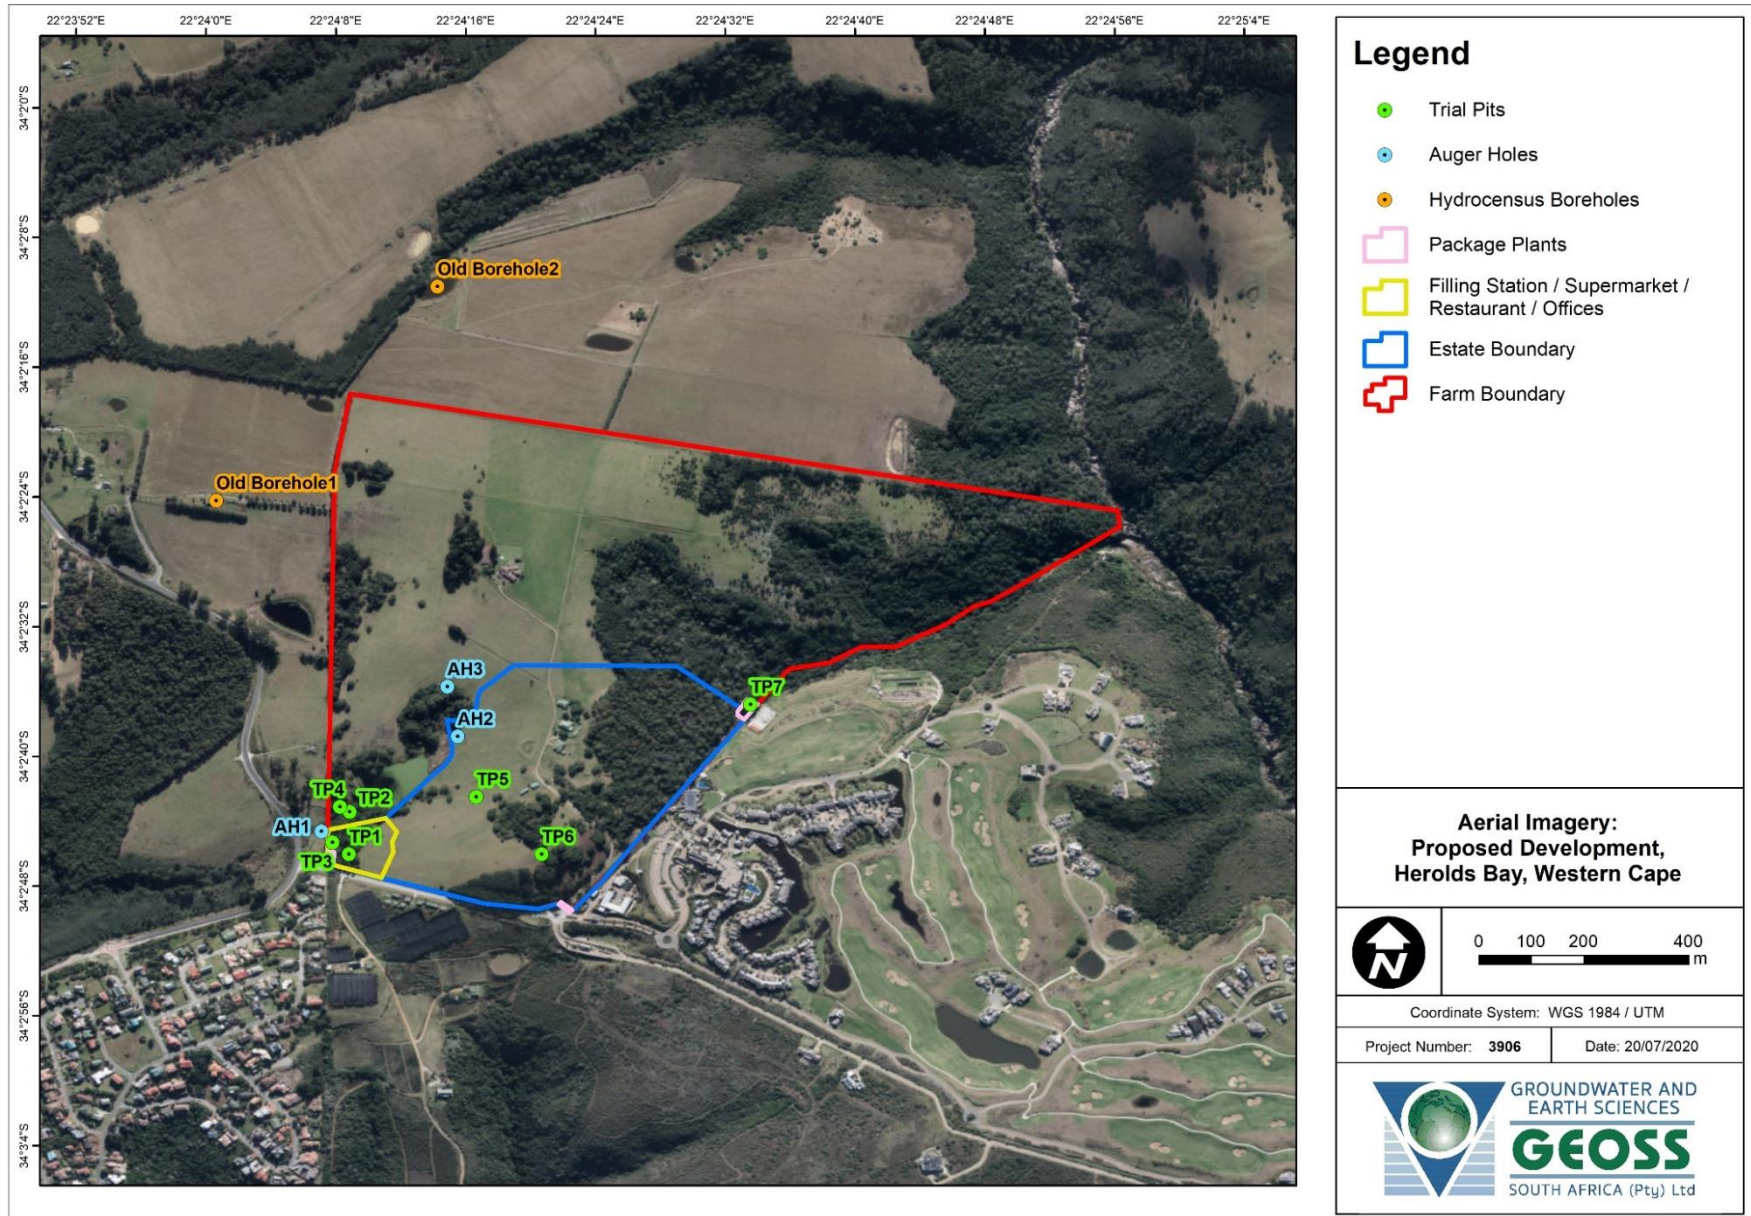 22°23'52"E 22°24'0"E 22°24'8"E 22°24'16"E 22°24'24"E 22°24'32"E 22°24'40"E 22°24'48"E 22°24'56"E 22°25'4"E
34°2'0"S
34°2'8"S
34°2'16"S
34°2'24"S
34°2'32"S
34°2'40"S
34°2'48"S
34°2'56"S
34°3'4"S
Old Borehole2
Old Borehole1
AH3
TP7
AH2
TP5
TP4
TP2
AH1
TP1
TP6
TP3
Legend
Trial Pits
Auger Holes
Hydrocensus Boreholes
Package Plants
Filling Station / Supermarket /
Restaurant / Offices
Estate Boundary
Farm Boundary
Aerial Imagery:
Proposed Development,
Herolds Bay, Western Cape
N
0 100 200 400
m
Coordinate System: WGS 1984 / UTM
Project Number: 3906 Date: 20/07/2020
GROUNDWATER AND
EARTH SCIENCES
GEOSS
SOUTH AFRICA (Pty) Ltd